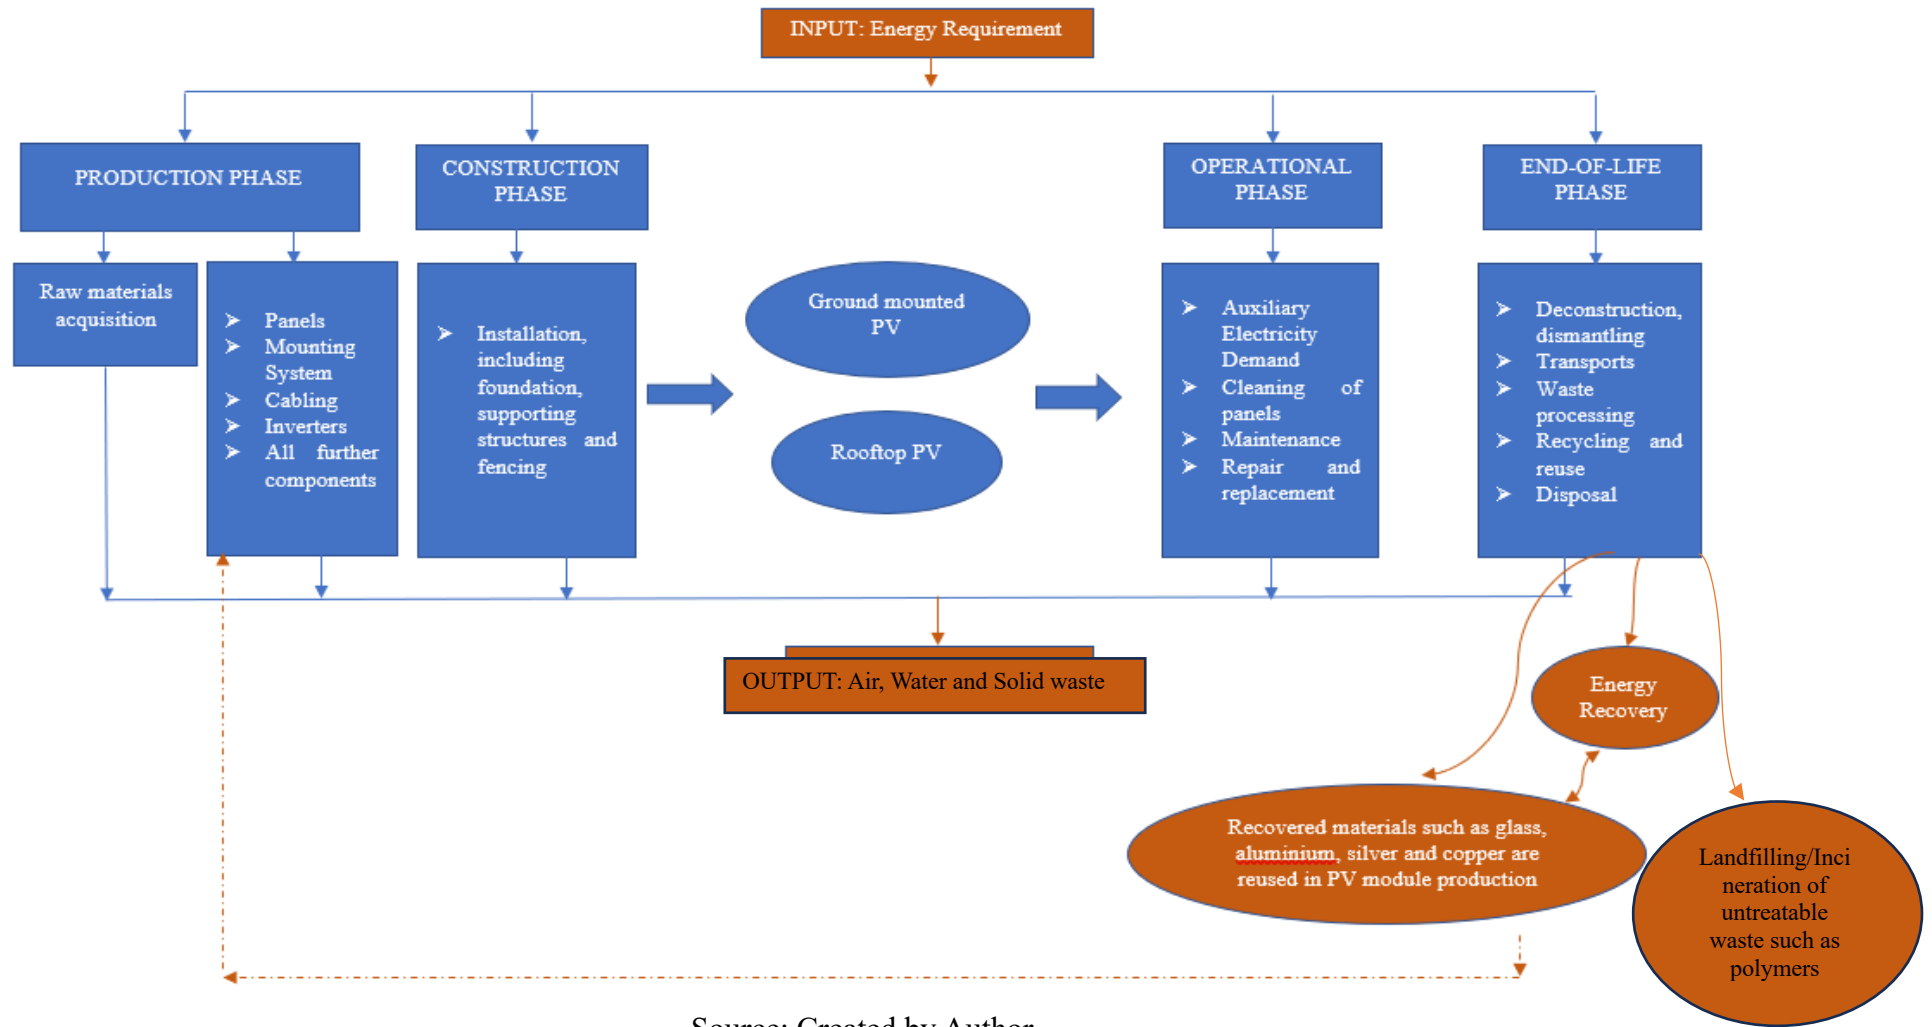 INPUT: Energy Requirement
PRODUCTION PHASE
CONSTRUCTION
PHASE
OPERATIONAL
PHASE
END-OF-LIFE
PHASE
Raw materials
acquisition
➢ Panels
➢ Mounting
System
➢ Cabling
➢ Inverters
➢ All further
components
➢ Installation,
including
foundation,
supporting
structures and
fencing
Ground mounted
PV
Rooftop PV
➢ Auxiliary
Electricity
Demand
➢ Cleaning of
panels
➢ Maintenance
➢ Repair and
replacement
➢ Deconstruction,
dismantling
➢ Transports
➢ Waste
processing
➢ Recycling and
reuse
➢ Disposal
OUTPUT: Air, Water and Solid waste
Energy
Recovery
Recovered materials such as glass,
aluminium, silver and copper are
reused in PV module production
Landfilling/Inci
neration of
untreatable
waste such as
polymers
Source: Created by Author